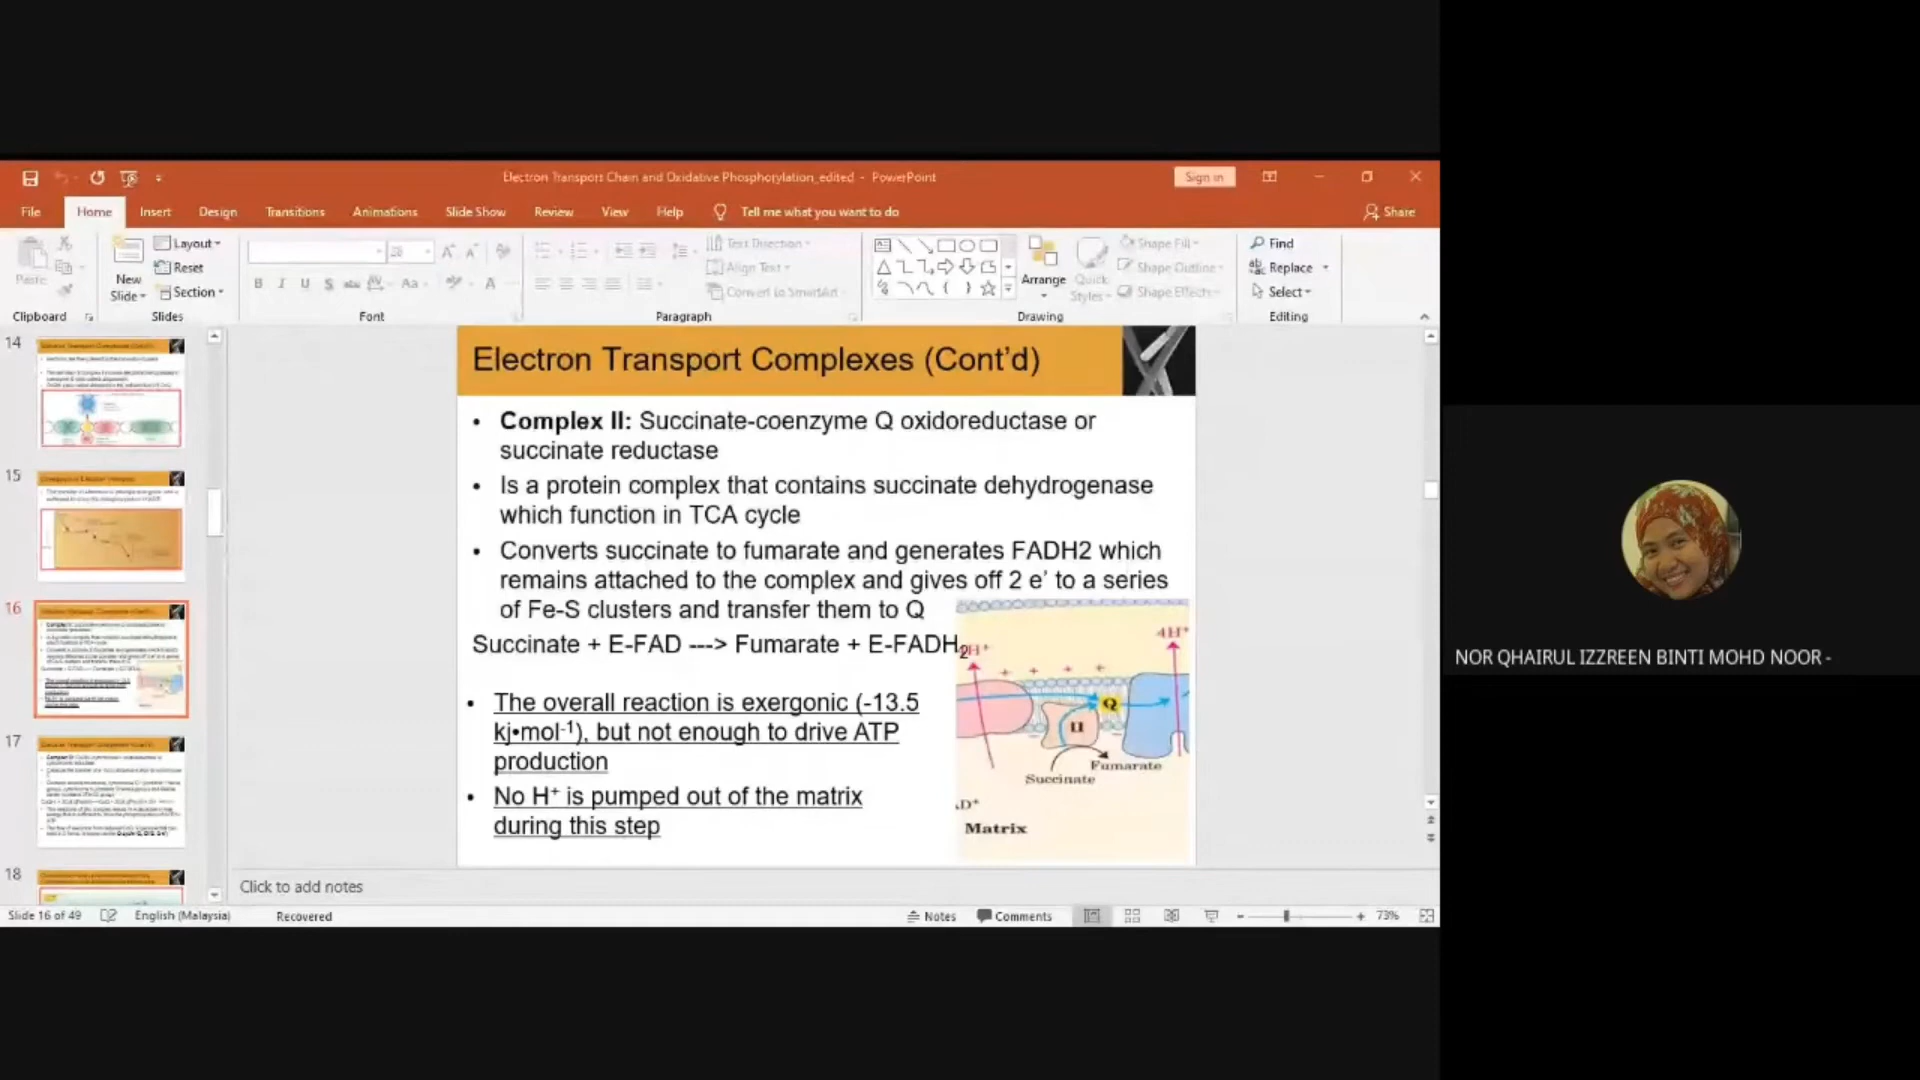 Electron Transport Chain and Oxidative Phosphorylation_edited - PowerPoint
Sign in
File Home Insert Design Transitions Animations Slide Show Review View Help Tell me what you want to do Share
Paste
New Slide
Layout
Reset
Section
28
B I U S abc AV Aa A
Text Direction
Align Text
Convert to SmartArt
Arrange
Quick Styles
Shape Fill
Shape Outline
Shape Effects
Find
Replace
Select
Clipboard Slides Font Paragraph Drawing Editing
14
15
16
17
18
Electron Transport Complexes (Cont'd)
• Complex II: Succinate-coenzyme Q oxidoreductase or
succinate reductase
• Is a protein complex that contains succinate dehydrogenase
which function in TCA cycle
• Converts succinate to fumarate and generates FADH2 which
remains attached to the complex and gives off 2 e' to a series
of Fe-S clusters and transfer them to Q
Succinate + E-FAD ---> Fumarate + E-FADH₂
• The overall reaction is exergonic (-13.5
kj•mol⁻¹), but not enough to drive ATP
production
• No H⁺ is pumped out of the matrix
during this step
H⁺
4H⁺
+ + + +
Q
II
Fumarate
Succinate
D⁺
Matrix
NOR QHAIRUL IZZREEN BINTI MOHD NOOR -
Click to add notes
Slide 16 of 49 English (Malaysia) Recovered Notes Comments 73%